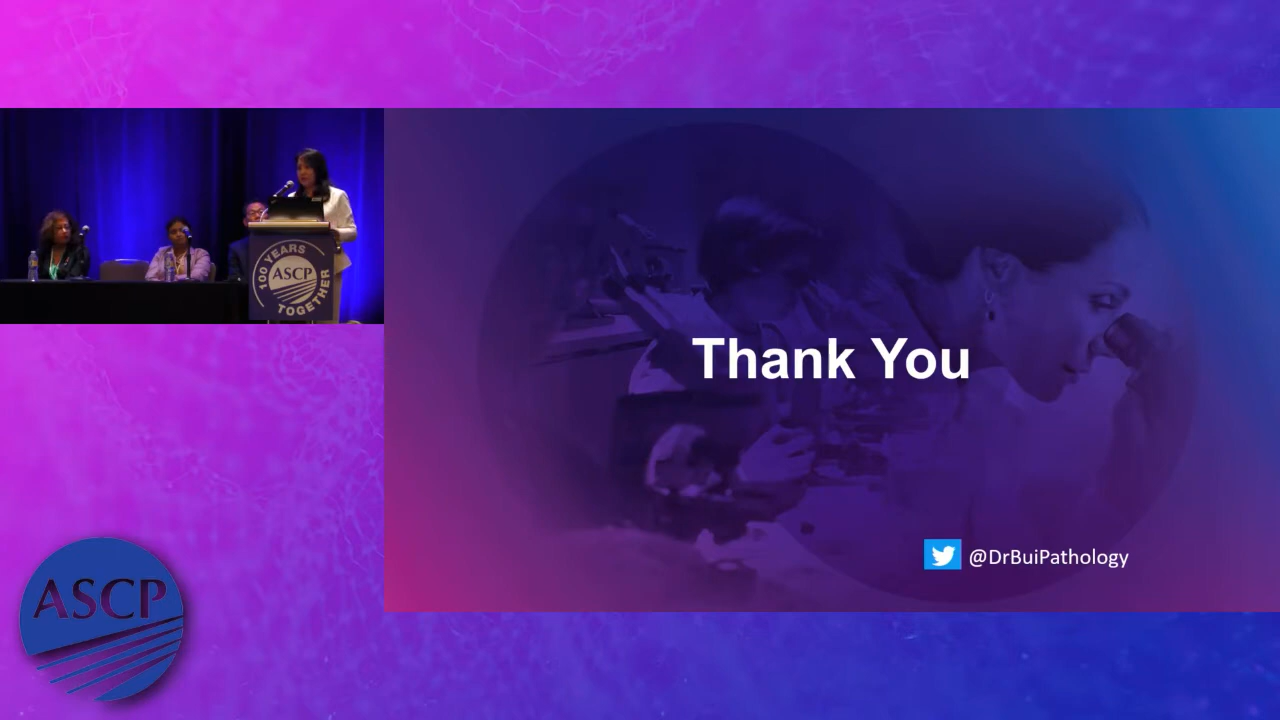 100 YEARS
ASCP
TOGETHER
Thank You
@DrBuiPathology
ASCP